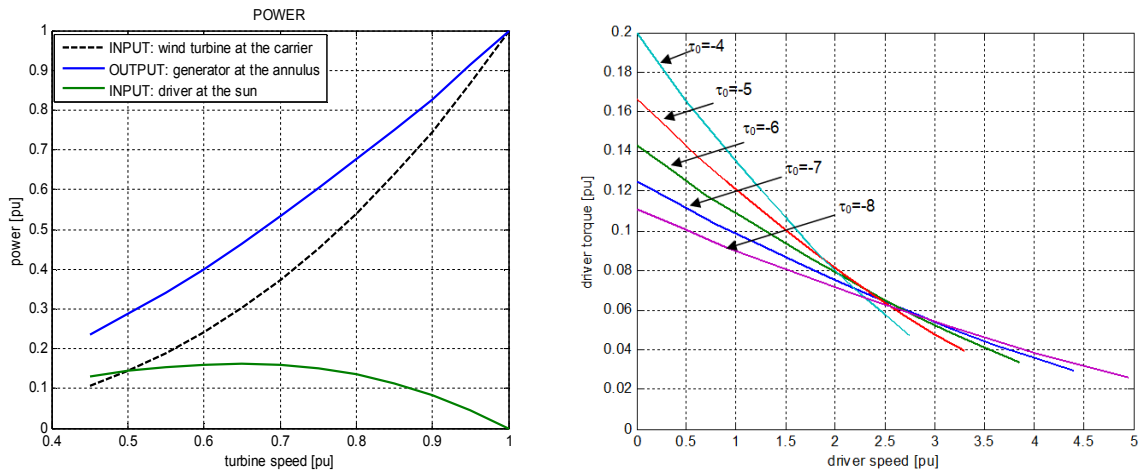 POWER
1
0.9
0.8
0.7
0.6
0.5
0.4
0.3
0.2
0.1
0
power [pu]
INPUT: wind turbine at the carrier
OUTPUT: generator at the annulus
INPUT: driver at the sun
0.4 0.5 0.6 0.7 0.8 0.9 1
turbine speed [pu]
0.2
0.18
0.16
0.14
0.12
0.1
0.08
0.06
0.04
0.02
0
driver torque [pu]
τ0=-4
τ0=-5
τ0=-6
τ0=-7
τ0=-8
0 0.5 1 1.5 2 2.5 3 3.5 4 4.5 5
driver speed [pu]